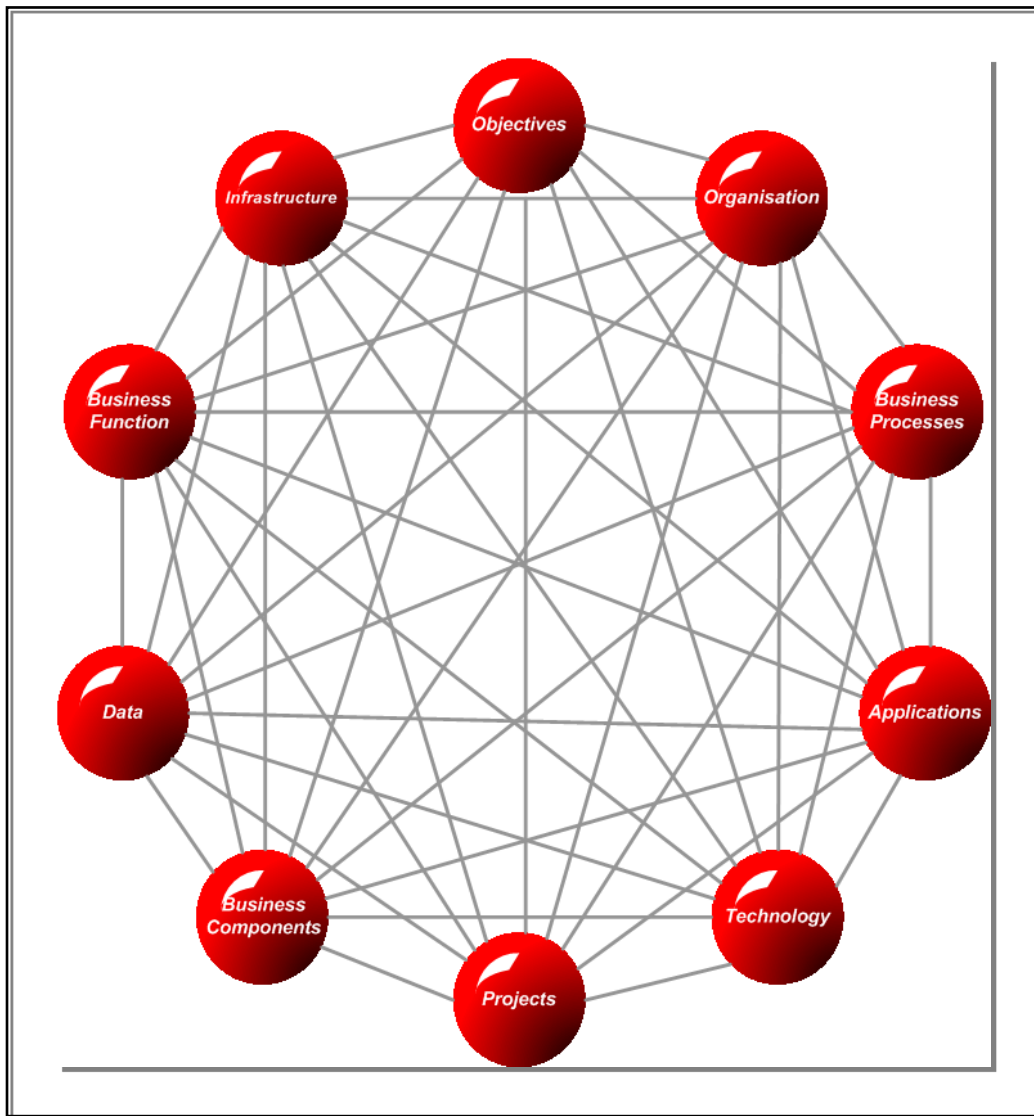 Objectives
Infrastructure
Organisation
Business
Function
Business
Processes
Data
Applications
Business
Components
Technology
Projects